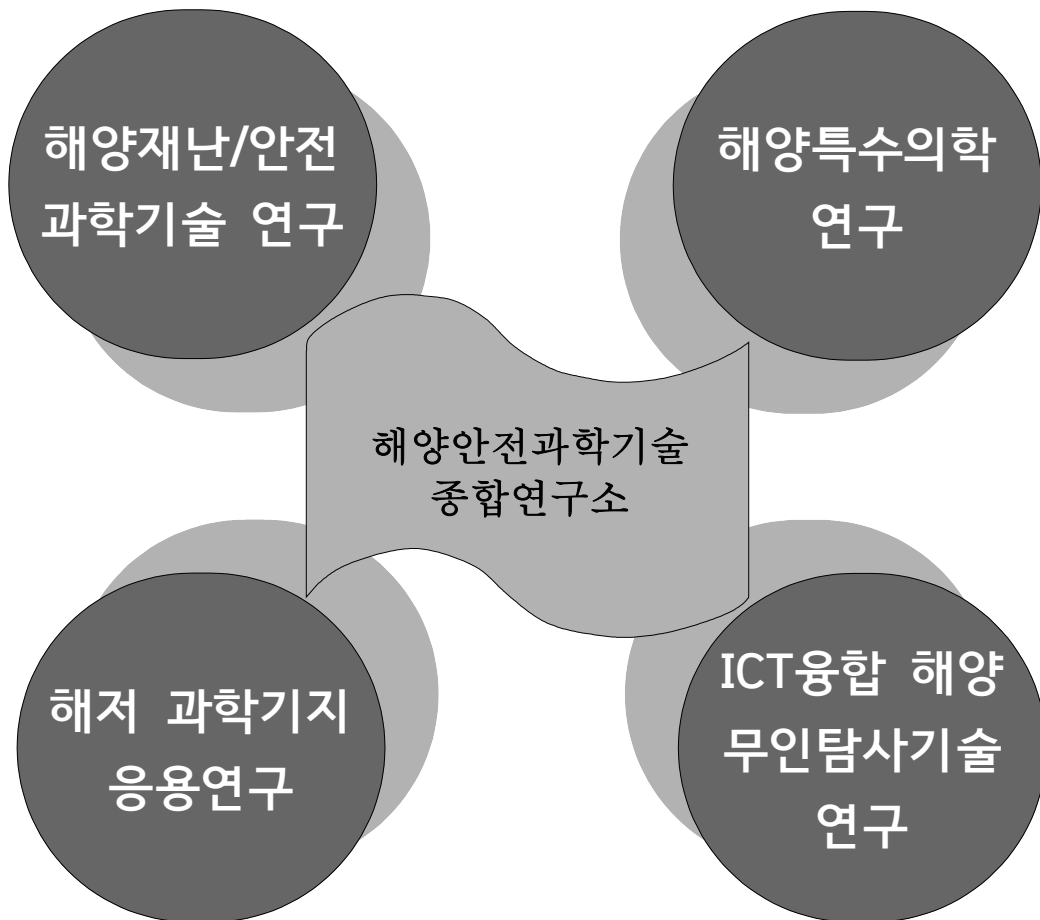 해양재난/안전
과학기술 연구
해양특수의학
연구
해양안전과학기술
종합연구소
해저 과학기지
응용연구
ICT융합 해양
무인탐사기술
연구